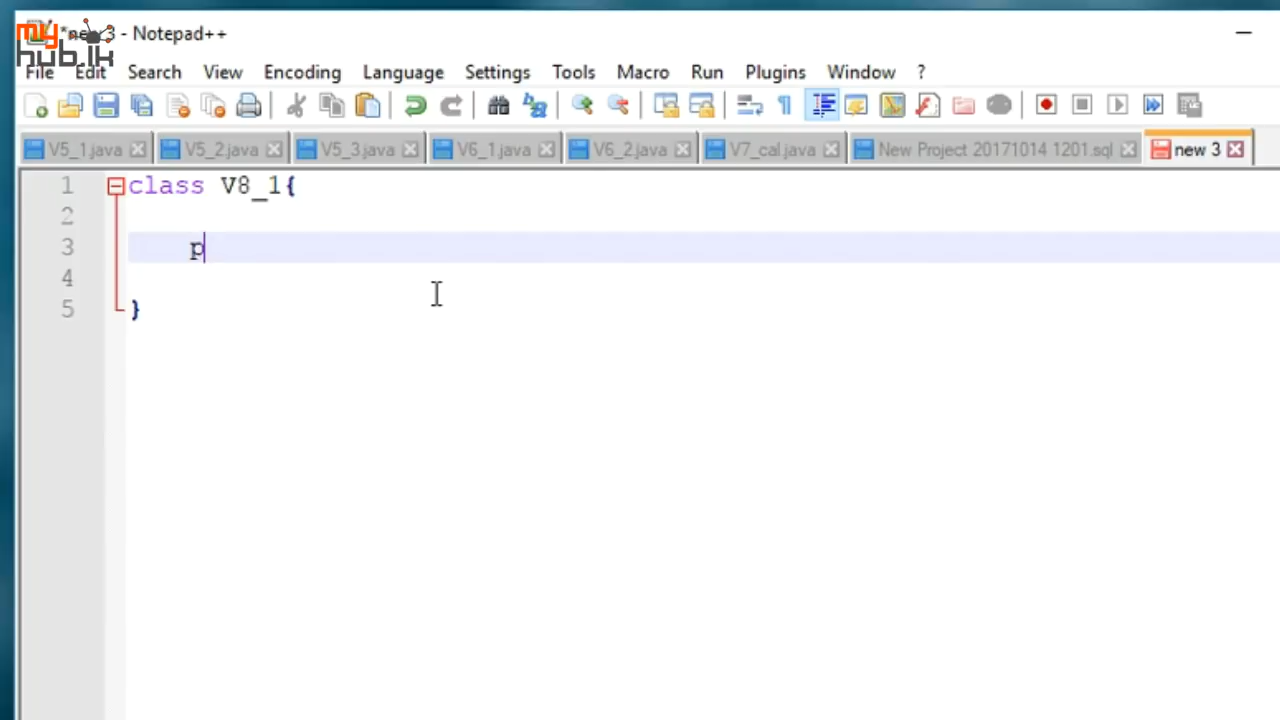 my
hub.lk
*new 3 - Notepad++
File Edit Search View Encoding Language Settings Tools Macro Run Plugins Window ?
V5_1.java V5_2.java V5_3.java V6_1.java V6_2.java V7_cal.java New Project 20171014 1201.sql new 3
1 class V8_1{
2
3 p
4
5 }